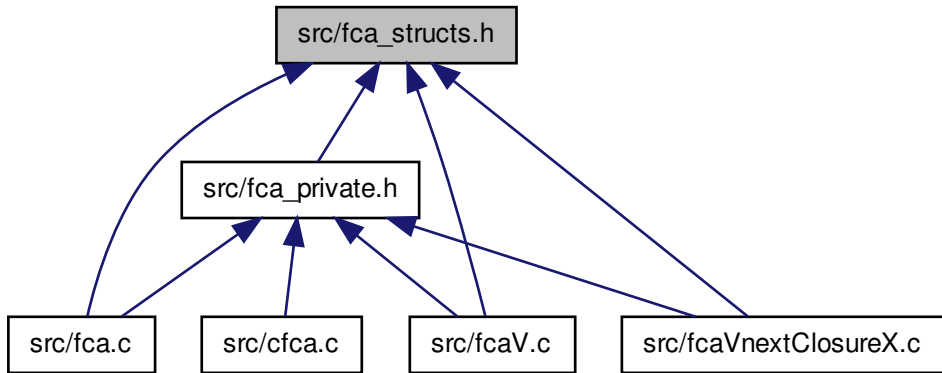 src/fca_structs.h
src/fca_private.h
src/fca.c
src/cfca.c
src/fcaV.c
src/fcaVnextClosureX.c